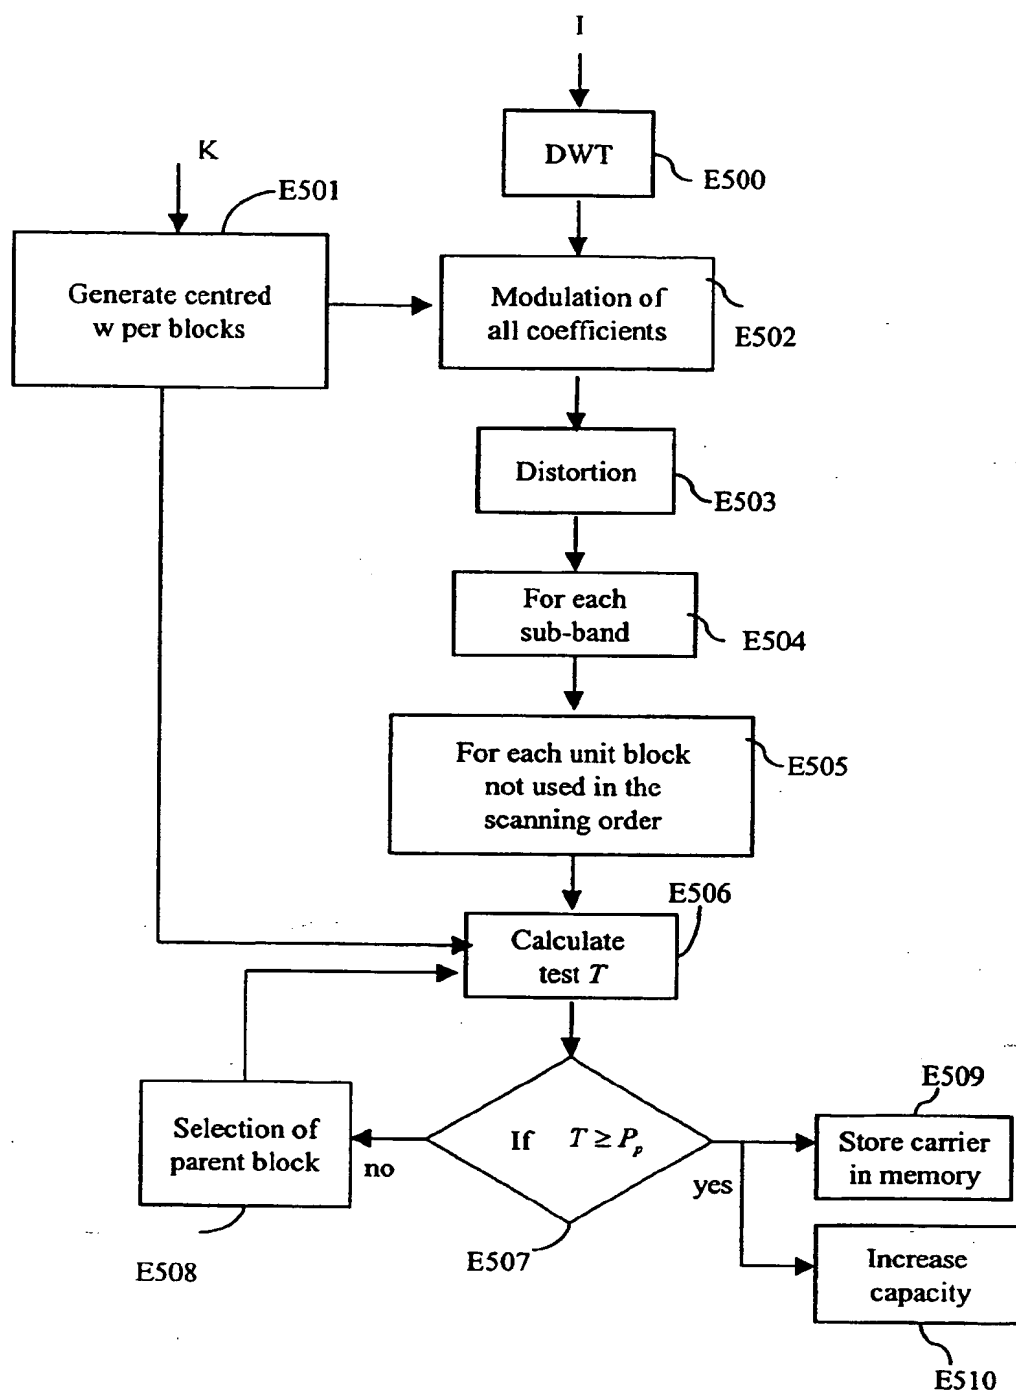 I
DWT
E500
K
E501
Generate centred
w per blocks
Modulation of
all coefficients
E502
Distortion
E503
For each
sub-band
E504
For each unit block
not used in the
scanning order
E505
E506
Calculate
test T
E509
Selection of
parent block
no
If T ≥ Pp
yes
Store carrier
in memory
E508
E507
Increase
capacity
E510